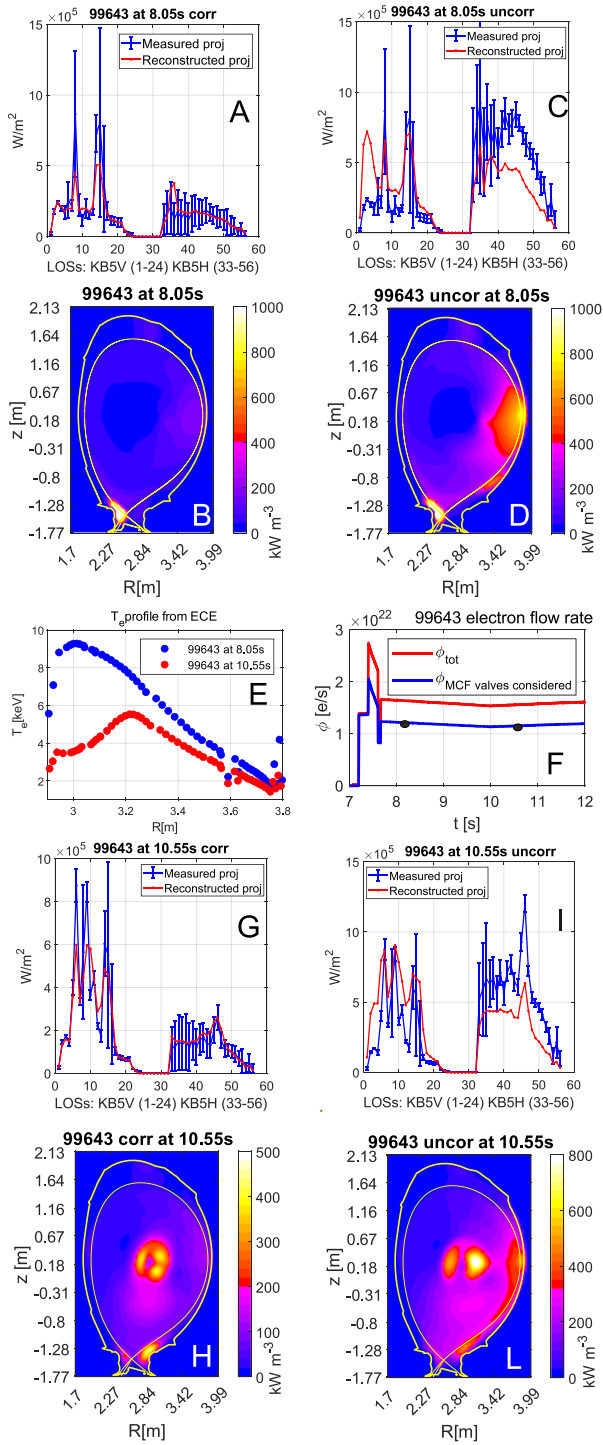 99643 at 8.05s corr
×10⁵
15
10
5
0
W/m²
Measured proj
Reconstructed proj
A
0 10 20 30 40 50 60
LOSs: KB5V (1-24) KB5H (33-56)
99643 at 8.05s uncorr
×10⁵
15
10
5
0
W/m²
Measured proj
Reconstructed proj
C
0 10 20 30 40 50 60
LOSs: KB5V (1-24) KB5H (33-56)
99643 at 8.05s
2.13
1.64
1.16
0.67
0.18
-0.31
-0.8
-1.28
-1.77
z [m]
B
1.7 2.27 2.84 3.42 3.99
R[m]
1000
800
600
400
200
0
kW m⁻³
99643 uncor at 8.05s
2.13
1.64
1.16
0.67
0.18
-0.31
-0.8
-1.28
-1.77
z [m]
D
1.7 2.27 2.84 3.42 3.99
R[m]
1000
800
600
400
200
0
kW m⁻³
Tₑprofile from ECE
10
8
6
4
2
Tₑ[keV]
99643 at 8.05s
99643 at 10.55s
E
3 3.2 3.4 3.6 3.8
R[m]
×10²² 99643 electron flow rate
3
2
1
0
ϕ [e/s]
ϕtot
ϕMCF valves considered
F
7 8 9 10 11 12
t [s]
99643 at 10.55s corr
×10⁵
10
8
6
4
2
0
W/m²
Measured proj
Reconstructed proj
G
0 10 20 30 40 50 60
LOSs: KB5V (1-24) KB5H (33-56)
99643 at 10.55s uncorr
×10⁵
15
10
5
0
W/m²
Measured proj
Reconstructed proj
I
0 10 20 30 40 50 60
LOSs: KB5V (1-24) KB5H (33-56)
99643 corr at 10.55s
2.13
1.64
1.16
0.67
0.18
-0.31
-0.8
-1.28
-1.77
z [m]
H
1.7 2.27 2.84 3.42 3.99
R[m]
500
400
300
200
100
0
kW m⁻³
99643 uncor at 10.55s
2.13
1.64
1.16
0.67
0.18
-0.31
-0.8
-1.28
-1.77
z [m]
L
1.7 2.27 2.84 3.42 3.99
R[m]
800
700
600
500
400
300
200
100
0
kW m⁻³